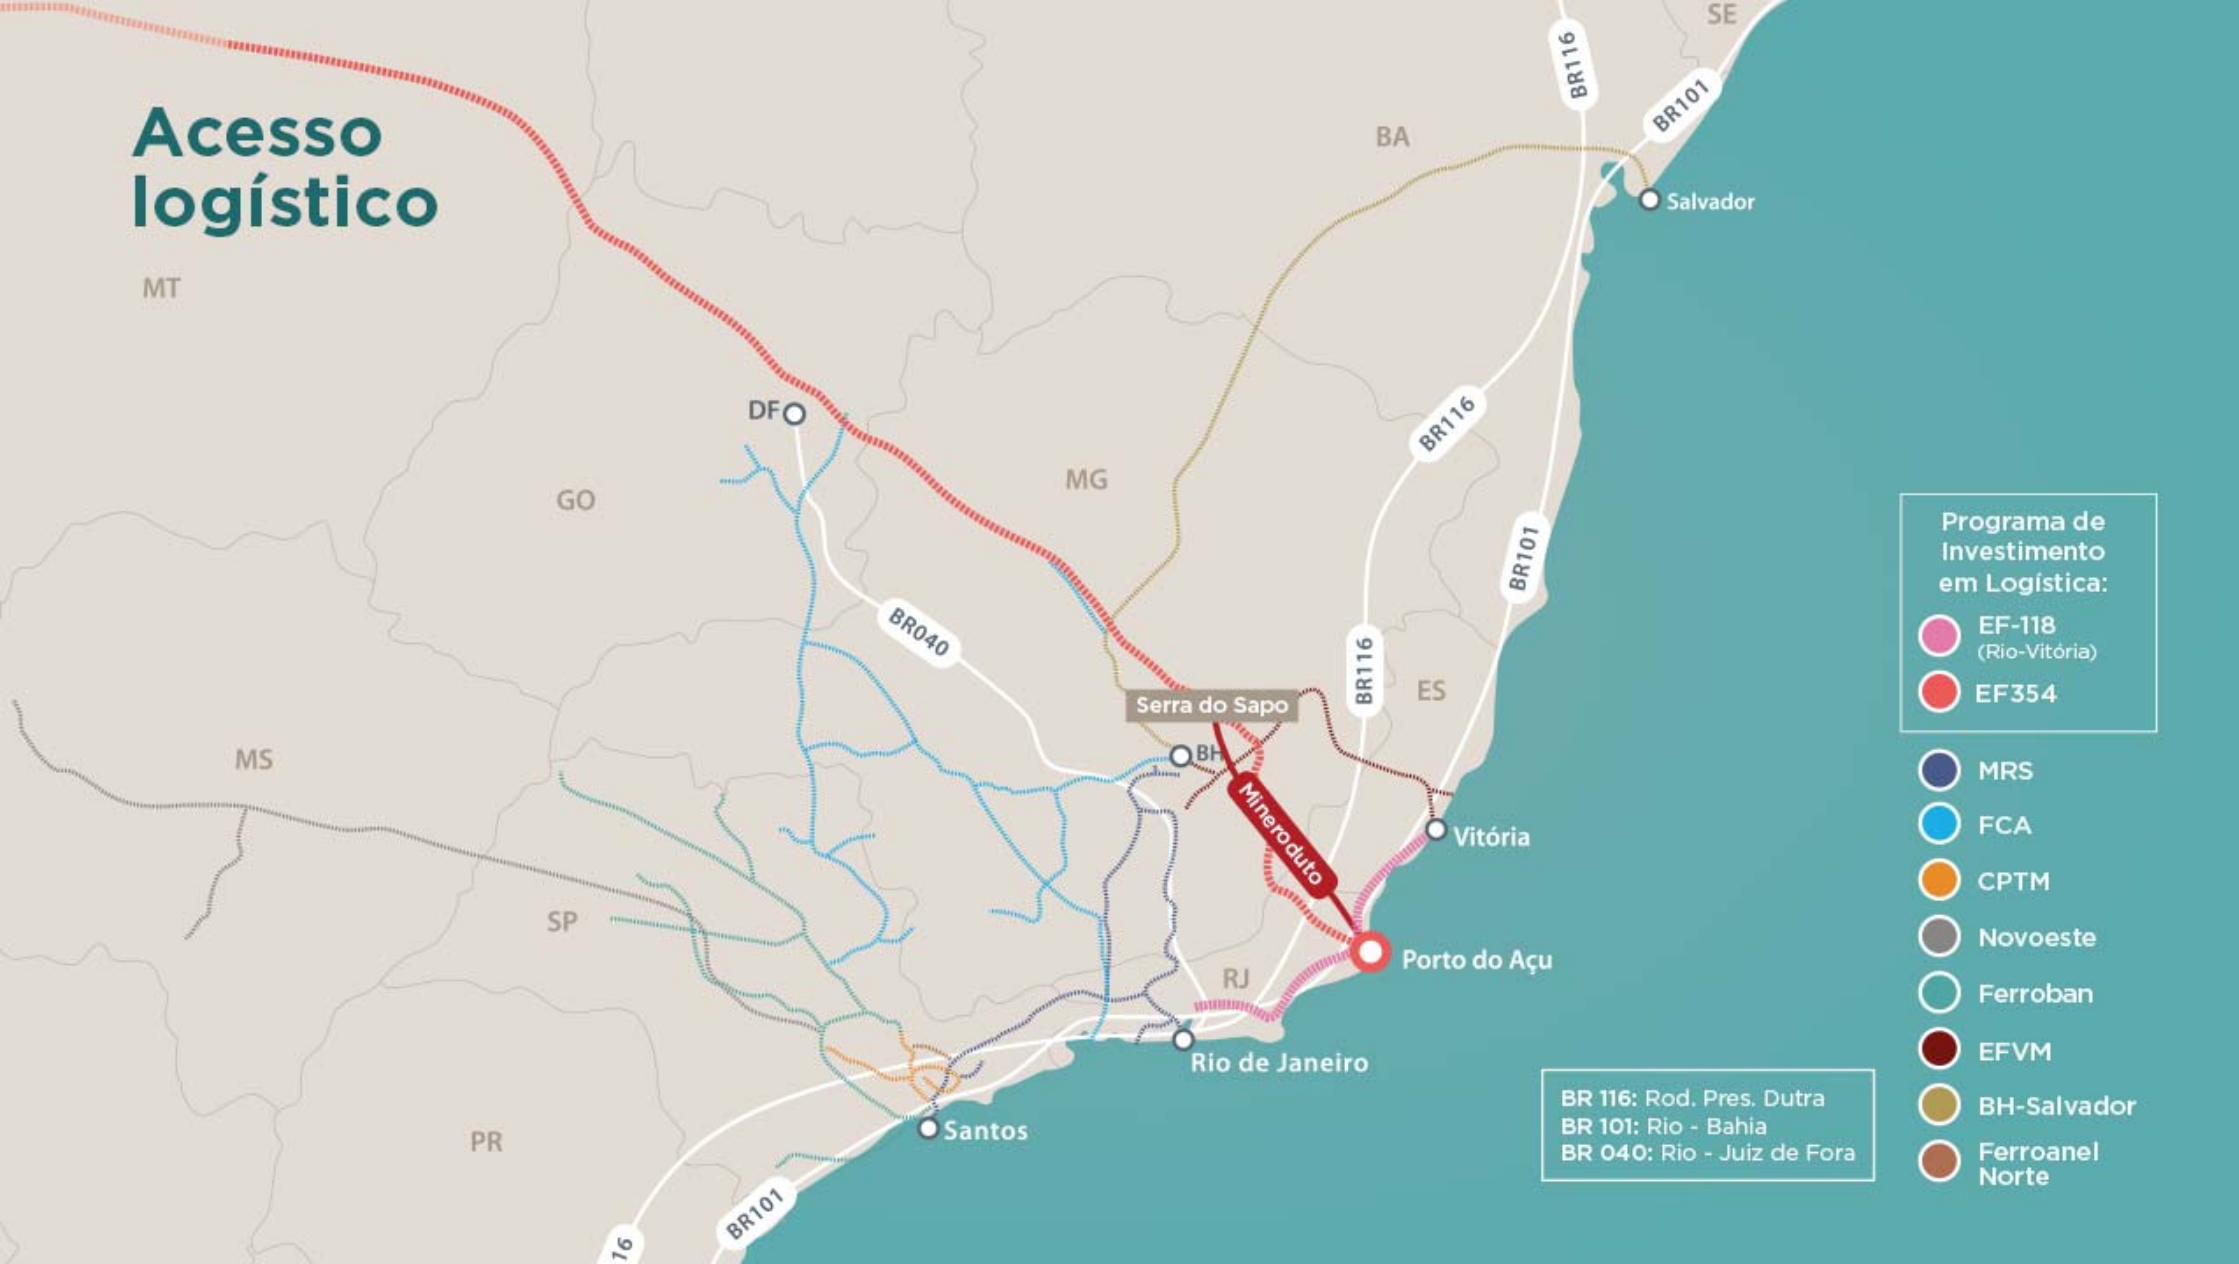 Acesso
logístico
SE
BR116
BR101
BA
Salvador
MT
DF
BR116
MG
GO
BR101
BR040
BR116
ES
Serra do Sapo
BH
MS
Mineroduto
Vitória
SP
Porto do Açu
RJ
Rio de Janeiro
Santos
PR
BR101
16
Programa de
Investimento
em Logística:
EF-118
(Rio-Vitória)
EF354
MRS
FCA
CPTM
Novoeste
Ferroban
EFVM
BH-Salvador
Ferroanel
Norte
BR 116: Rod. Pres. Dutra
BR 101: Rio - Bahia
BR 040: Rio - Juiz de Fora